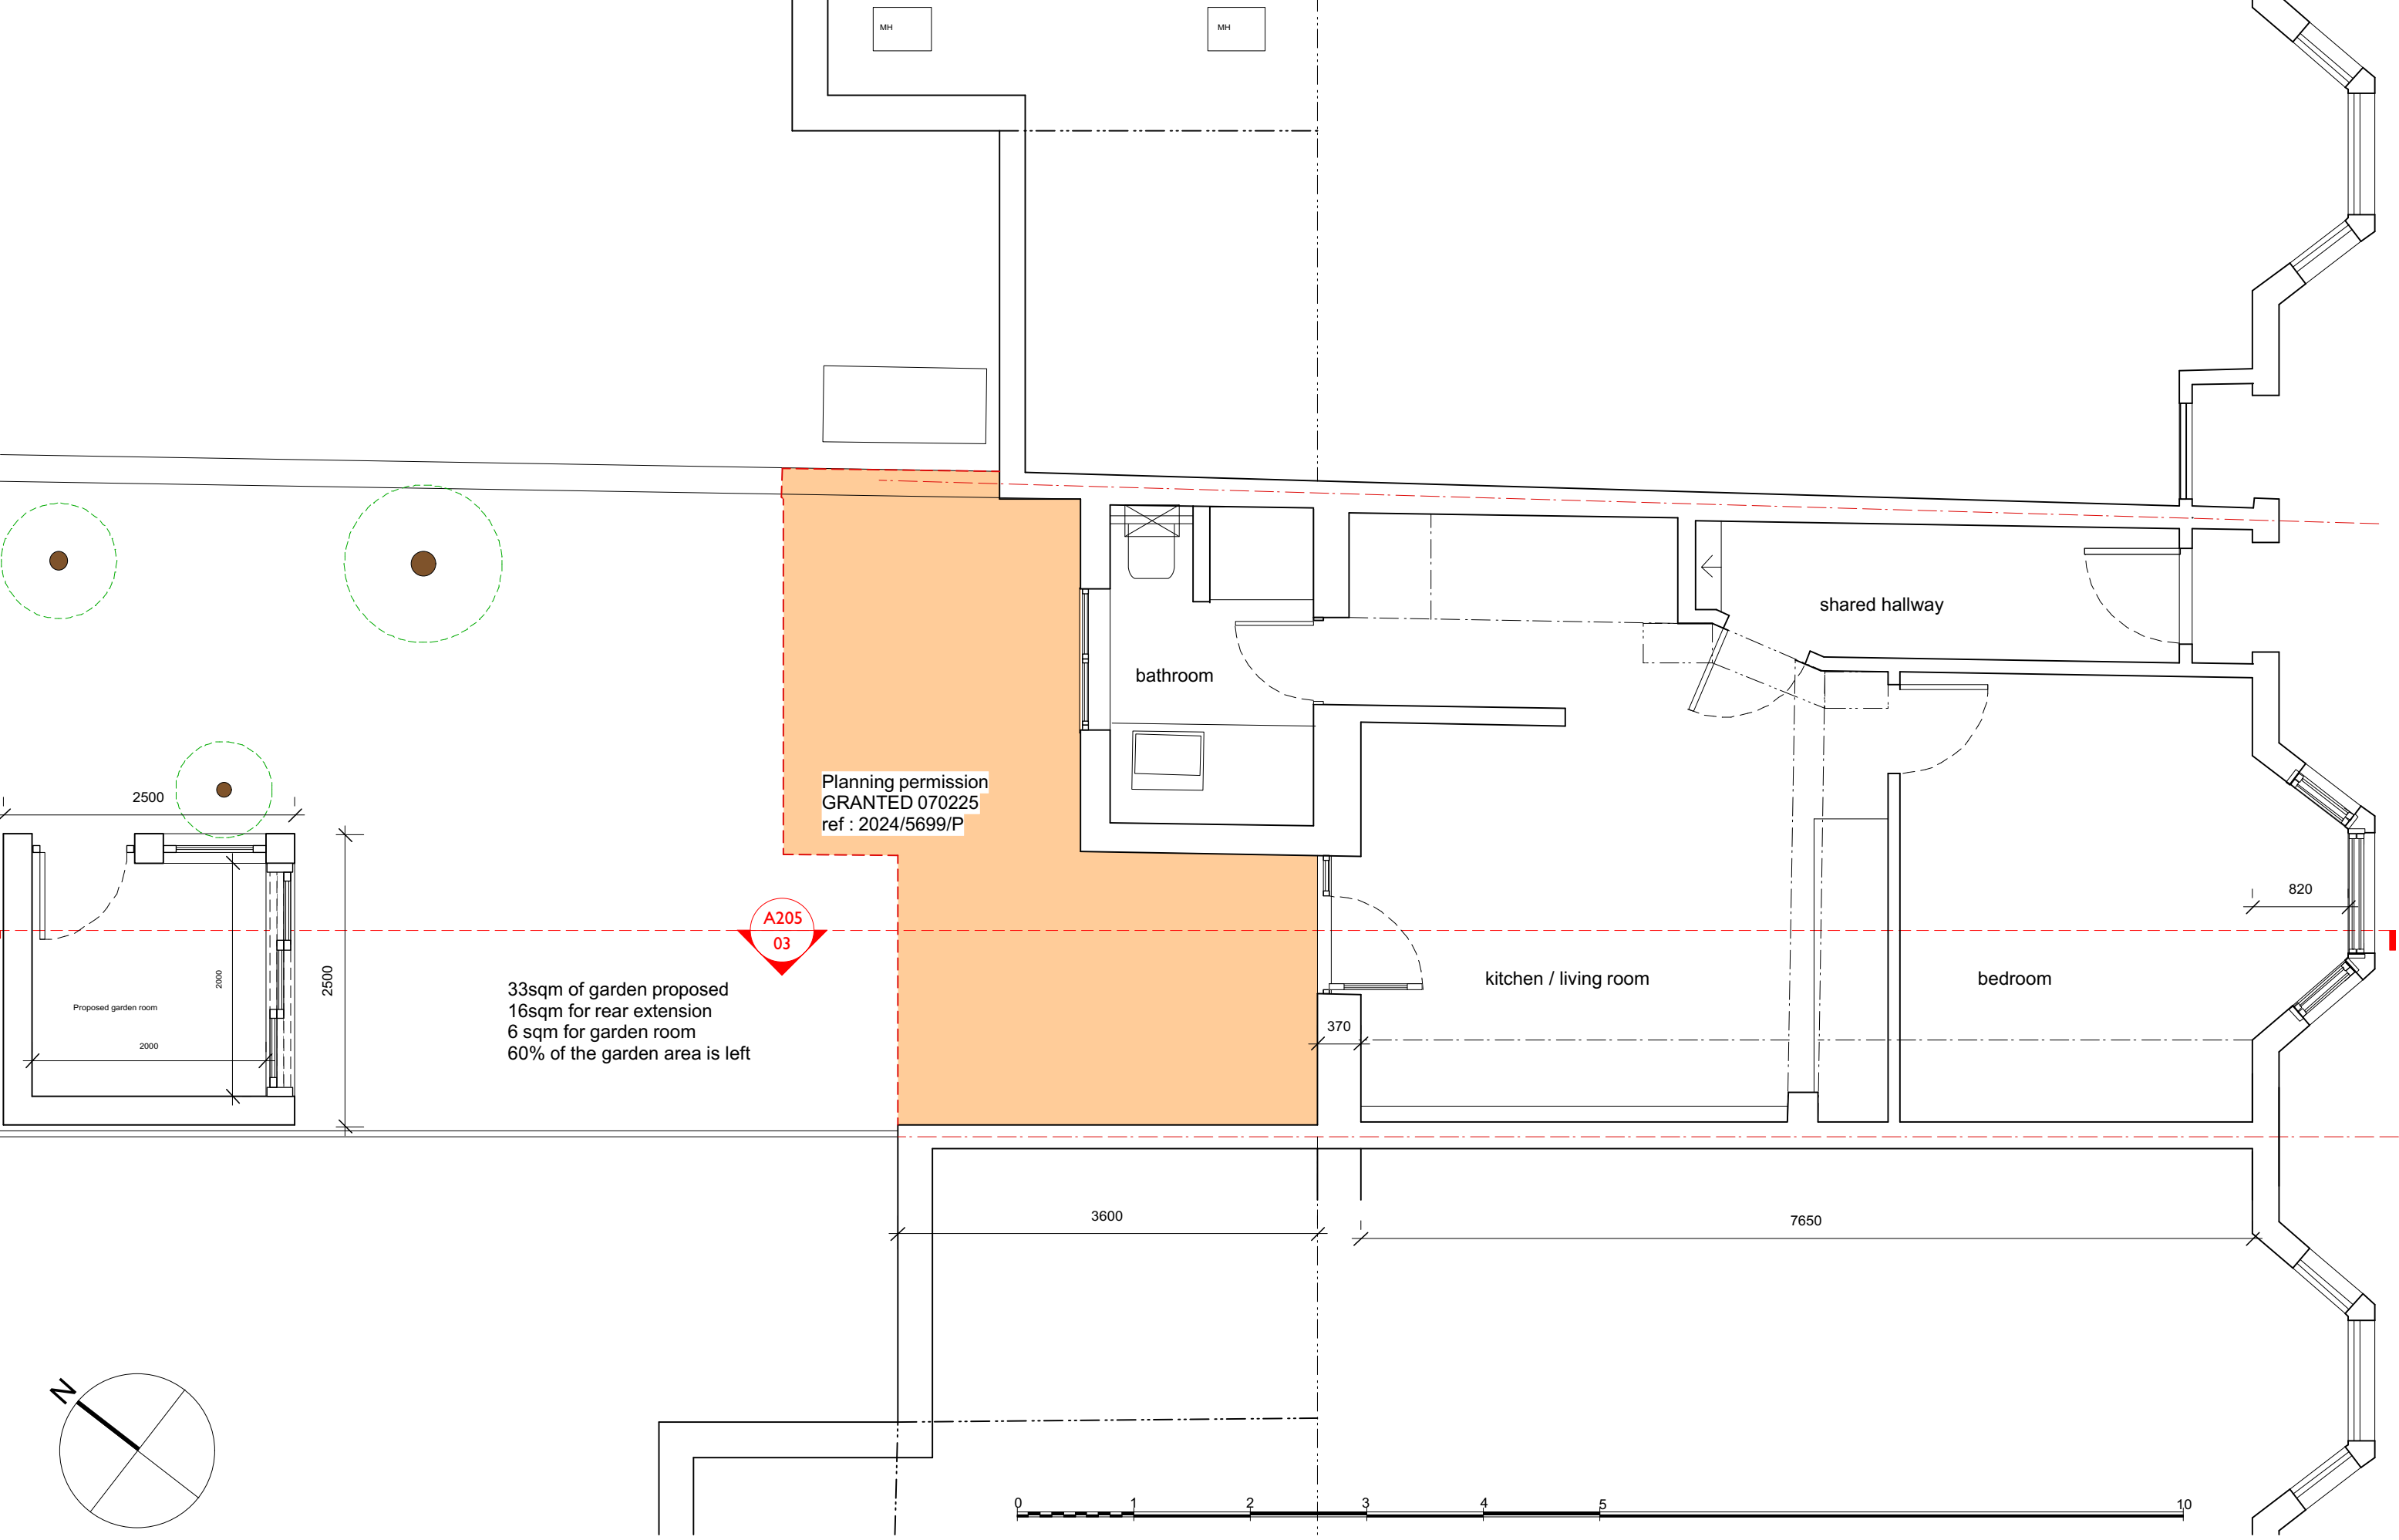 MH
MH
shared hallway
bathroom
Planning permission
GRANTED 070225
ref : 2024/5699/P
2500
820
A205
03
2000
2500
kitchen / living room
bedroom
33sqm of garden proposed
16sqm for rear extension
6 sqm for garden room
60% of the garden area is left
Proposed garden room
370
2000
3600
7650
N
0 1 2 3 4 5 10